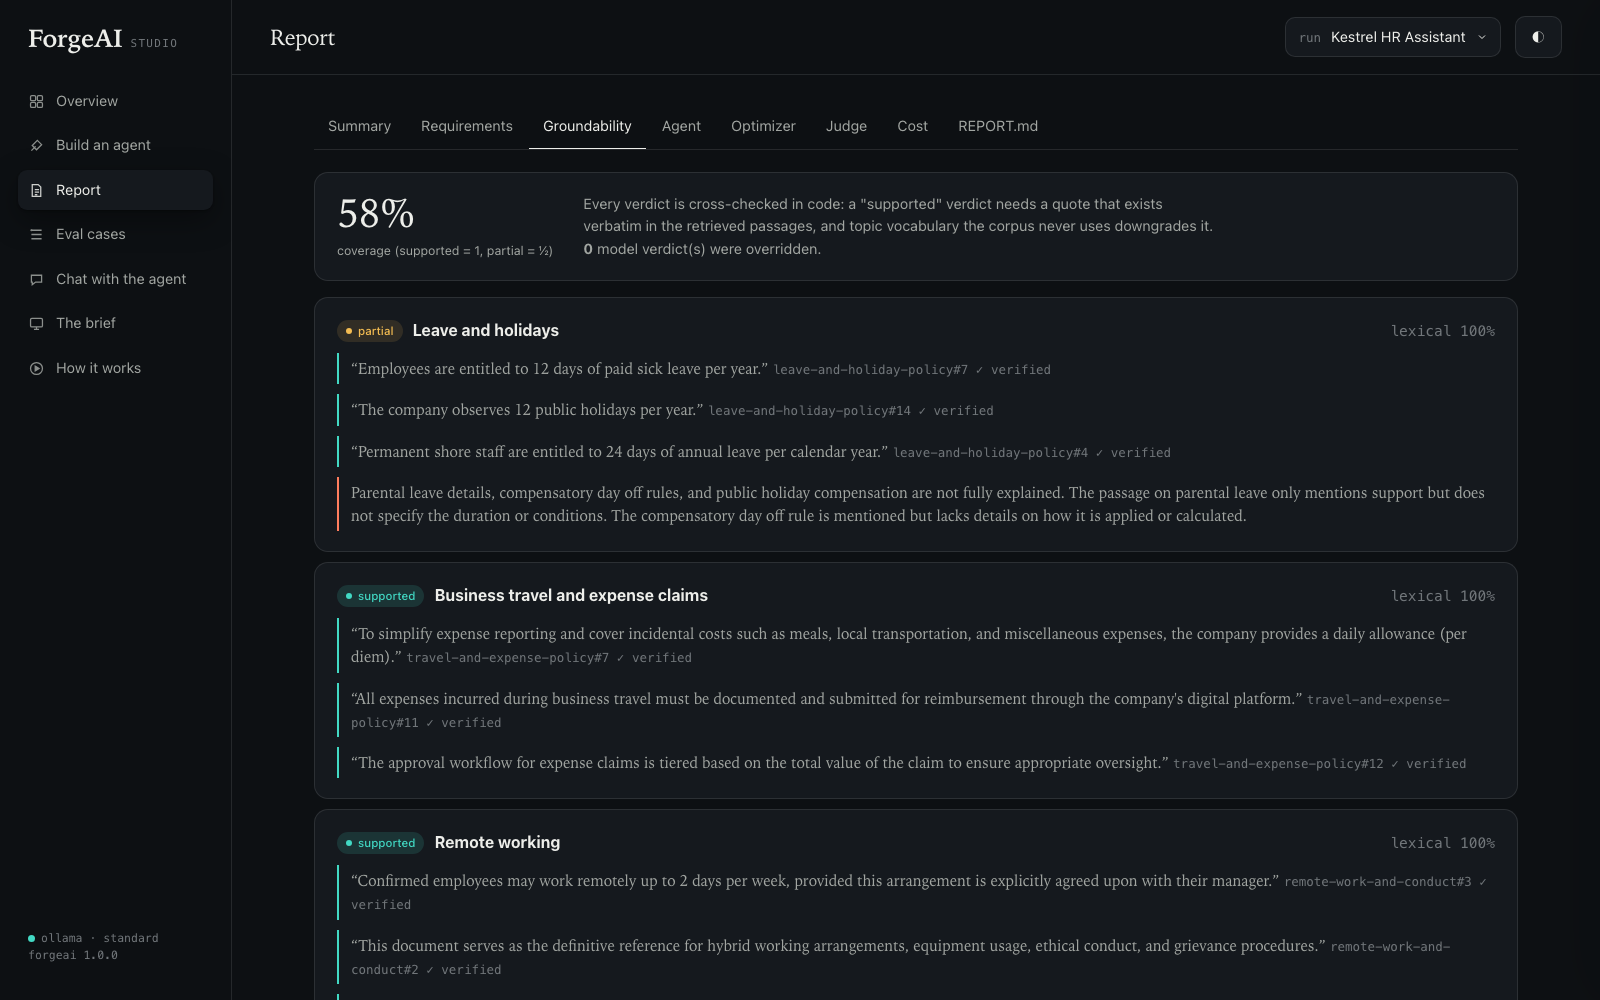 ForgeAI STUDIO
Overview
Build an agent
Report
Eval cases
Chat with the agent
The brief
How it works
ollama · standard
forgeai 1.0.0
Report
run Kestrel HR Assistant
Summary Requirements Groundability Agent Optimizer Judge Cost REPORT.md
58%
coverage (supported = 1, partial = ½)
Every verdict is cross-checked in code: a "supported" verdict needs a quote that exists
verbatim in the retrieved passages, and topic vocabulary the corpus never uses downgrades it.
0 model verdict(s) were overridden.
partial Leave and holidays lexical 100%
“Employees are entitled to 12 days of paid sick leave per year.” leave-and-holiday-policy#7 ✓ verified
“The company observes 12 public holidays per year.” leave-and-holiday-policy#14 ✓ verified
“Permanent shore staff are entitled to 24 days of annual leave per calendar year.” leave-and-holiday-policy#4 ✓ verified
Parental leave details, compensatory day off rules, and public holiday compensation are not fully explained. The passage on parental leave only mentions support but does
not specify the duration or conditions. The compensatory day off rule is mentioned but lacks details on how it is applied or calculated.
supported Business travel and expense claims lexical 100%
“To simplify expense reporting and cover incidental costs such as meals, local transportation, and miscellaneous expenses, the company provides a daily allowance (per
diem).” travel-and-expense-policy#7 ✓ verified
“All expenses incurred during business travel must be documented and submitted for reimbursement through the company's digital platform.” travel-and-expense-
policy#11 ✓ verified
“The approval workflow for expense claims is tiered based on the total value of the claim to ensure appropriate oversight.” travel-and-expense-policy#12 ✓ verified
supported Remote working lexical 100%
“Confirmed employees may work remotely up to 2 days per week, provided this arrangement is explicitly agreed upon with their manager.” remote-work-and-conduct#3 ✓
verified
“This document serves as the definitive reference for hybrid working arrangements, equipment usage, ethical conduct, and grievance procedures.” remote-work-and-
conduct#2 ✓ verified